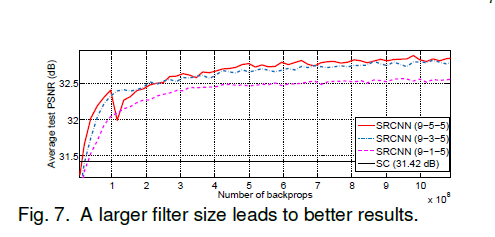 Average test PSNR (dB)
32.5
32
31.5
SRCNN (9−5−5)
SRCNN (9−3−5)
SRCNN (9−1−5)
SC (31.42 dB)
1 2 3 4 5 6 7 8 9 10
Number of backprops
x 10⁸
Fig. 7. A larger filter size leads to better results.